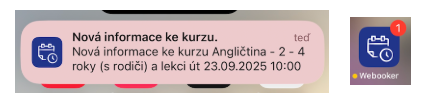 Nová informace ke kurzu.
teď
Nová informace ke kurzu Angličtina - 2 - 4
roky (s rodiči) a lekci út 23.09.2025 10:00
1
Webooker